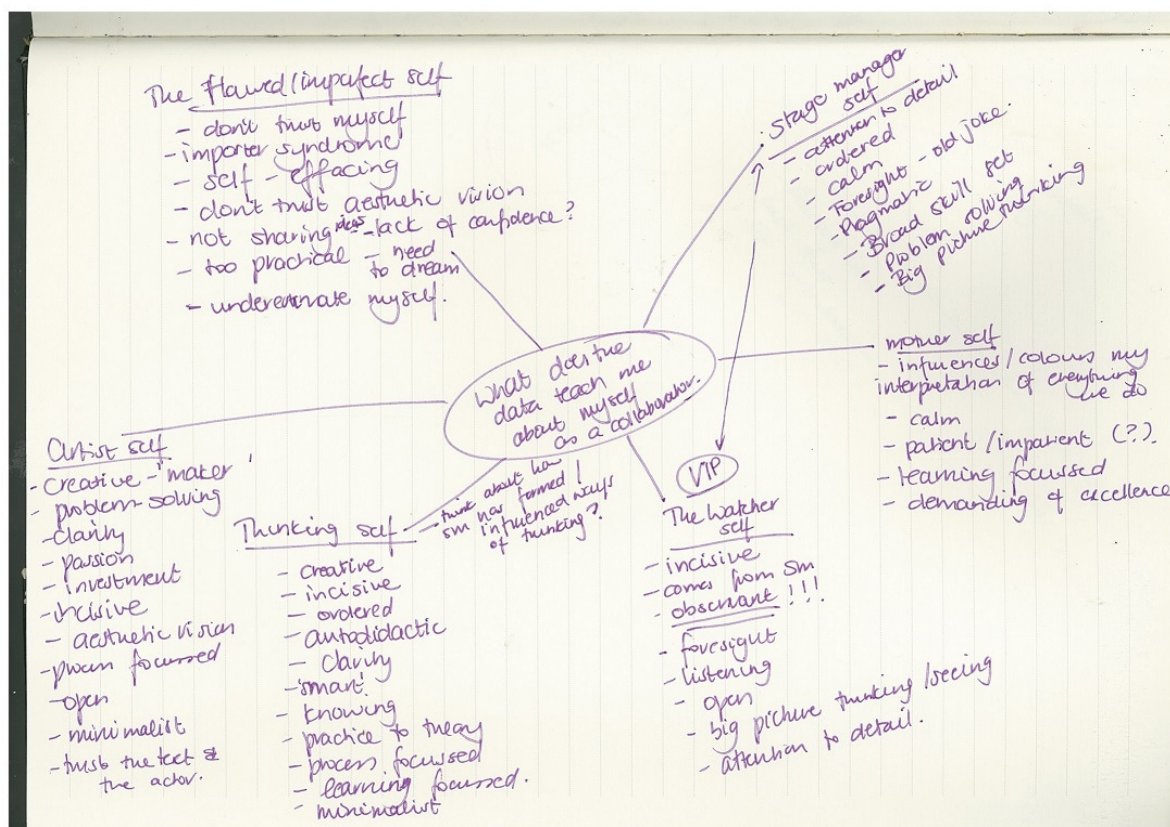 The Flawed/imperfect self
- don't trust myself
- imposter syndrome
- self-effacing
- don't trust aesthetic vision
- not sharing ideas - lack of confidence?
- too practical - need
to dream
- underestimate myself.
Stage manager
self
- attention to detail
- ordered
- calm
- Foresight - old joke.
- Pragmatic
- Broad skill set
- Problem solving
- Big picture thinking
What does the
data teach me
about myself
as a collaborator.
mother self
- influences/colours my
interpretation of everything
we do
- calm
- patient/impatient (?).
- learning focussed
- demanding of excellence
Artist self
- creative - 'maker'
- problem-solving
- clarity
- passion
- investment
- incisive
- aesthetic vision
- process focussed
- open
- minimalist
- trusts the text &
the actor.
Thinking self
- think about how
sm has formed/
influenced ways
of thinking?
- creative
- incisive
- ordered
- autodidactic
- clarity
- 'smart'
- knowing
- practice to theory
- process focussed
- learning focussed.
- minimalist
VIP
The Watcher
self
- incisive
- comes from sm
- observant!!!
- foresight
- listening
- open
- big picture thinking/seeing
- attention to detail.